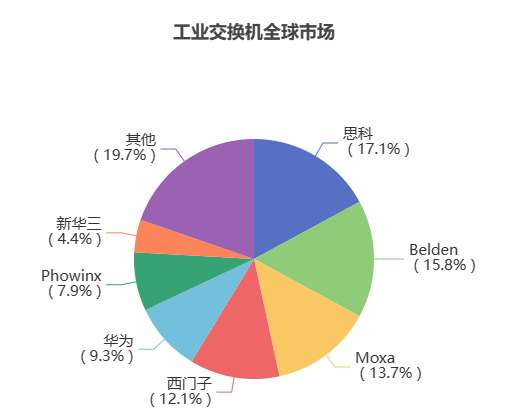 工业交换机全球市场
思科
( 17.1% )
Belden
( 15.8% )
Moxa
( 13.7% )
西门子
( 12.1% )
华为
( 9.3% )
Phowinx
( 7.9% )
新华三
( 4.4% )
其他
( 19.7% )